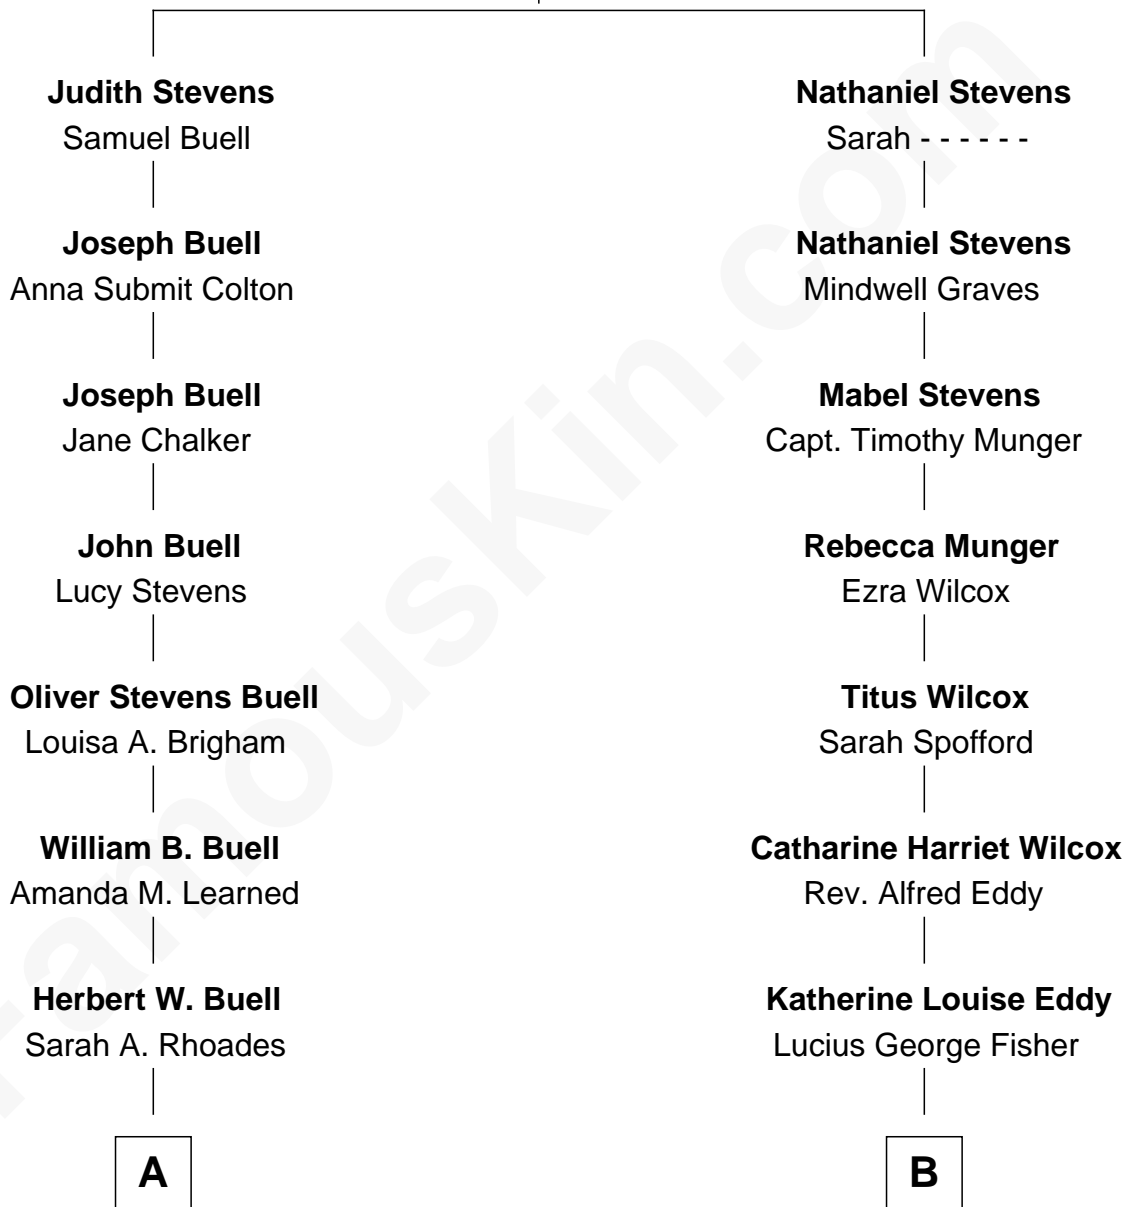 Judith Stevens
Samuel Buell
Joseph Buell
Anna Submit Colton
Joseph Buell
Jane Chalker
John Buell
Lucy Stevens
Oliver Stevens Buell
Louisa A. Brigham
William B. Buell
Amanda M. Learned
Herbert W. Buell
Sarah A. Rhoades
A
Nathaniel Stevens
Sarah - - - - - -
Nathaniel Stevens
Mindwell Graves
Mabel Stevens
Capt. Timothy Munger
Rebecca Munger
Ezra Wilcox
Titus Wilcox
Sarah Spofford
Catharine Harriet Wilcox
Rev. Alfred Eddy
Katherine Louise Eddy
Lucius George Fisher
B
FamousKin.com